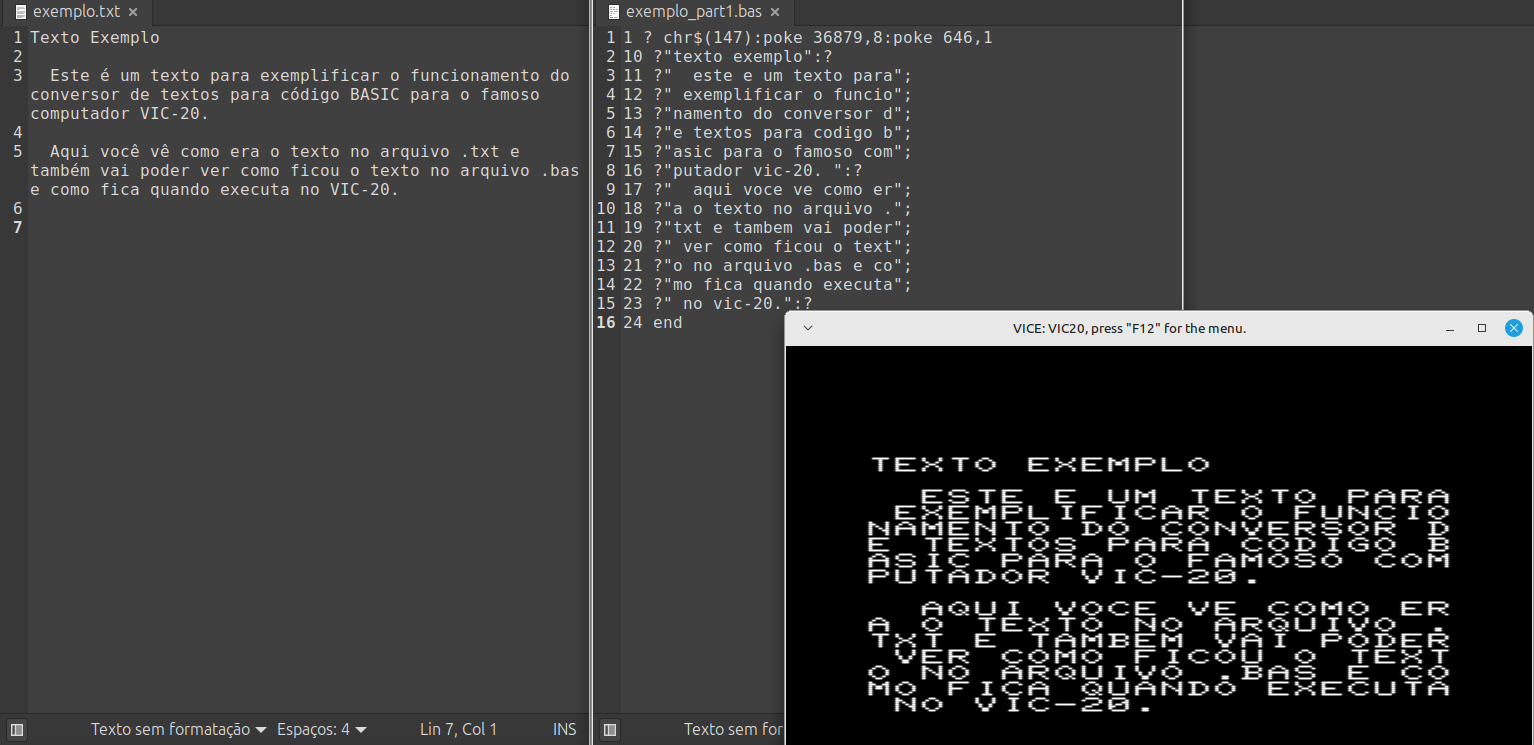 exemplo.txt ×
1 Texto Exemplo
2
3   Este é um texto para exemplificar o funcionamento do
conversor de textos para código BASIC para o famoso
computador VIC-20.
4
5   Aqui você vê como era o texto no arquivo .txt e
também vai poder ver como ficou o texto no arquivo .bas
e como fica quando executa no VIC-20.
6
7
Texto sem formatação Espaços: 4 Lin 7, Col 1 INS
exemplo_part1.bas ×
1 1 ? chr$(147):poke 36879,8:poke 646,1
2 10 ?"texto exemplo":?
3 11 ?"  este e um texto para";
4 12 ?" exemplificar o funcio";
5 13 ?"namento do conversor d";
6 14 ?"e textos para codigo b";
7 15 ?"asic para o famoso com";
8 16 ?"putador vic-20. ":?
9 17 ?"  aqui voce ve como er";
10 18 ?"a o texto no arquivo .";
11 19 ?"txt e tambem vai poder";
12 20 ?" ver como ficou o text";
13 21 ?"o no arquivo .bas e co";
14 22 ?"mo fica quando executa";
15 23 ?" no vic-20.":?
16 24 end
Texto sem for
VICE: VIC20, press "F12" for the menu.
TEXTO EXEMPLO
  ESTE E UM TEXTO PARA
 EXEMPLIFICAR O FUNCIO
NAMENTO DO CONVERSOR D
E TEXTOS PARA CODIGO B
ASIC PARA O FAMOSO COM
PUTADOR VIC-20.
  AQUI VOCE VE COMO ER
A O TEXTO NO ARQUIVO .
TXT E TAMBEM VAI PODER
 VER COMO FICOU O TEXT
O NO ARQUIVO .BAS E CO
MO FICA QUANDO EXECUTA
 NO VIC-20.